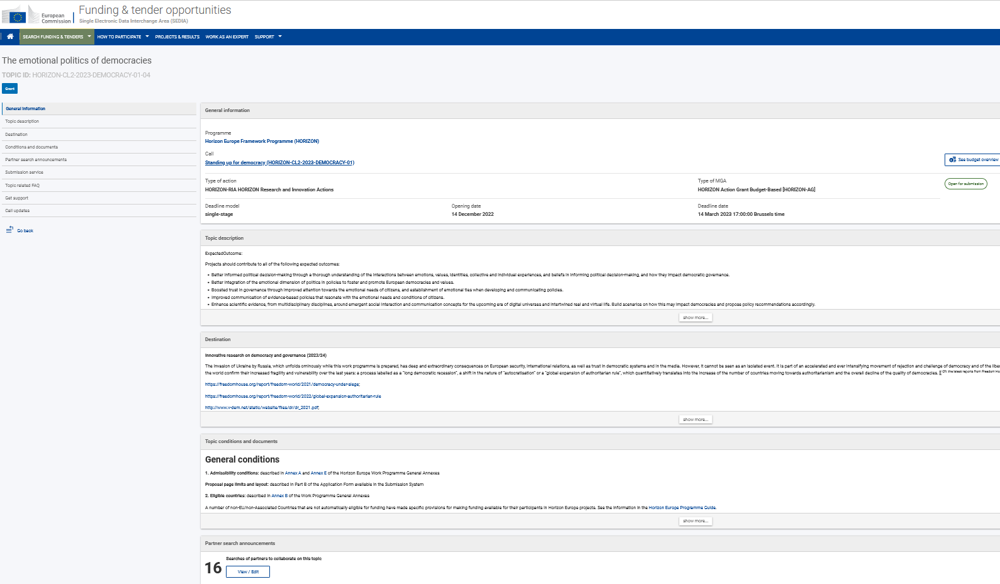 European
Commission
Funding & tender opportunities
Single Electronic Data Interchange Area (SEDIA)
SEARCH FUNDING & TENDERS
HOW TO PARTICIPATE
PROJECTS & RESULTS
WORK AS AN EXPERT
SUPPORT
The emotional politics of democracies
TOPIC ID: HORIZON-CL2-2023-DEMOCRACY-01-04
Grant
General information
Topic description
Destination
Conditions and documents
Partner search announcements
Submission service
Topic related FAQ
Get support
Call updates
Go back
General information
Programme
Horizon Europe Framework Programme (HORIZON)
Call
Standing up for democracy (HORIZON-CL2-2023-DEMOCRACY-01)
See budget overview
Type of action
HORIZON-RIA HORIZON Research and Innovation Actions
Type of MGA
HORIZON Action Grant Budget-Based [HORIZON-AG]
Open for submission
Deadline model
single-stage
Opening date
14 December 2022
Deadline date
14 March 2023 17:00:00 Brussels time
Topic description
ExpectedOutcome:
Projects should contribute to all of the following expected outcomes:
• Better informed political decision-making through a thorough understanding of the interactions between emotions, values, identities, collective and individual experiences, and beliefs in informing political decision-making, and how they impact democratic governance.
• Better integration of the emotional dimension of politics in policies to foster and promote European democracies and values.
• Boosted trust in governance through improved attention towards the emotional needs of citizens, and establishment of emotional ties when developing and communicating policies.
• Improved communication of evidence-based policies that resonate with the emotional needs and conditions of citizens.
• Enhance scientific evidence, from multidisciplinary disciplines, around emergent social interaction and communication concepts for the upcoming era of digital universes and intertwined real and virtual life. Build scenarios on how this may impact democracies and propose policy recommendations accordingly.
show more...
Destination
Innovative research on democracy and governance (2023/24)
The invasion of Ukraine by Russia, which unfolds ominously while this work programme is prepared, has deep and extraordinary consequences on European security, international relations, as well as trust in democratic systems and in the media. However, it cannot be seen as an isolated event. It is part of an accelerated and ever intensifying movement of rejection and challenge of democracy and of the liber
the world confirm their increased fragility and vulnerability over the last years: a process labelled as a "long democratic recession", a shift in the nature of "autocratisation" or a "global expansion of authoritarian rule", which quantitatively translates into the increase of the number of countries moving towards authoritarianism and the overall decline of the quality of democracies. [[ Cfr. the latest reports from Freedom Ho
https://freedomhouse.org/report/freedom-world/2021/democracy-under-siege;
https://freedomhouse.org/report/freedom-world/2022/global-expansion-authoritarian-rule
http://www.v-dem.net/static/website/files/dr/dr_2021.pdf;
show more...
Topic conditions and documents
General conditions
1. Admissibility conditions: described in Annex A and Annex E of the Horizon Europe Work Programme General Annexes
Proposal page limits and layout: described in Part B of the Application Form available in the Submission System
2. Eligible countries: described in Annex B of the Work Programme General Annexes
A number of non-EU/non-Associated Countries that are not automatically eligible for funding have made specific provisions for making funding available for their participants in Horizon Europe projects. See the information in the Horizon Europe Programme Guide.
show more...
Partner search announcements
16
Searches of partners to collaborate on this topic
View / Edit